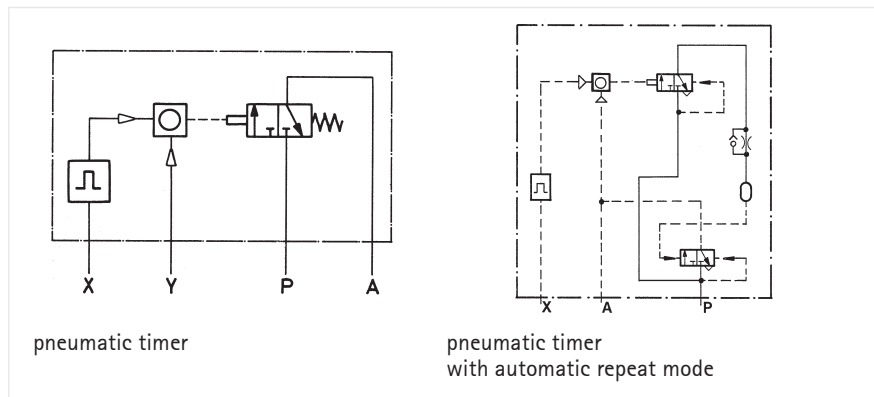 X Y P A
pneumatic timer
X A P
pneumatic timer
with automatic repeat mode